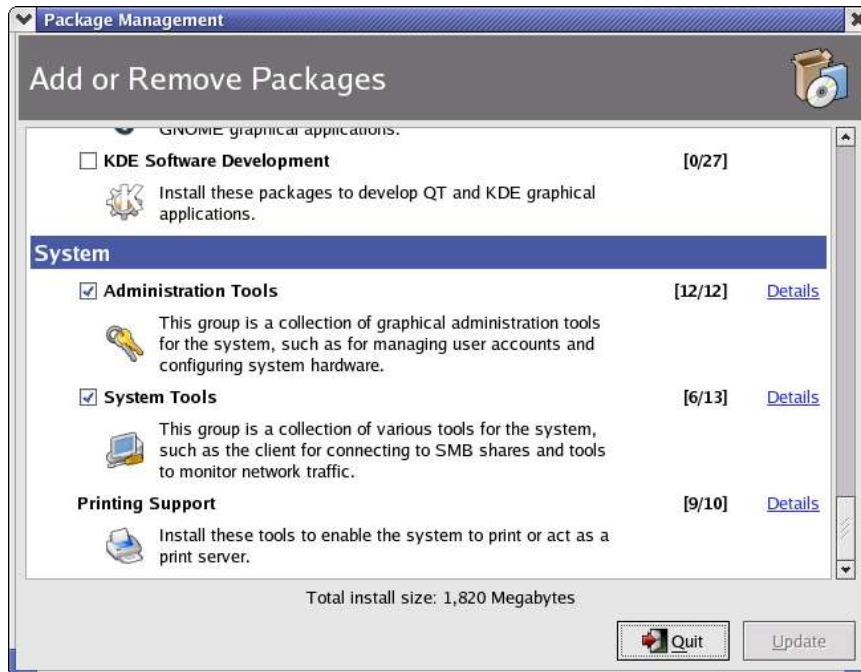 Package Management
Add or Remove Packages
GNOME graphical applications.
KDE Software Development [0/27]
Install these packages to develop QT and KDE graphical
applications.
System
Administration Tools [12/12] Details
This group is a collection of graphical administration tools
for the system, such as for managing user accounts and
configuring system hardware.
System Tools [6/13] Details
This group is a collection of various tools for the system,
such as the client for connecting to SMB shares and tools
to monitor network traffic.
Printing Support [9/10] Details
Install these tools to enable the system to print or act as a
print server.
Total install size: 1,820 Megabytes
Quit Update